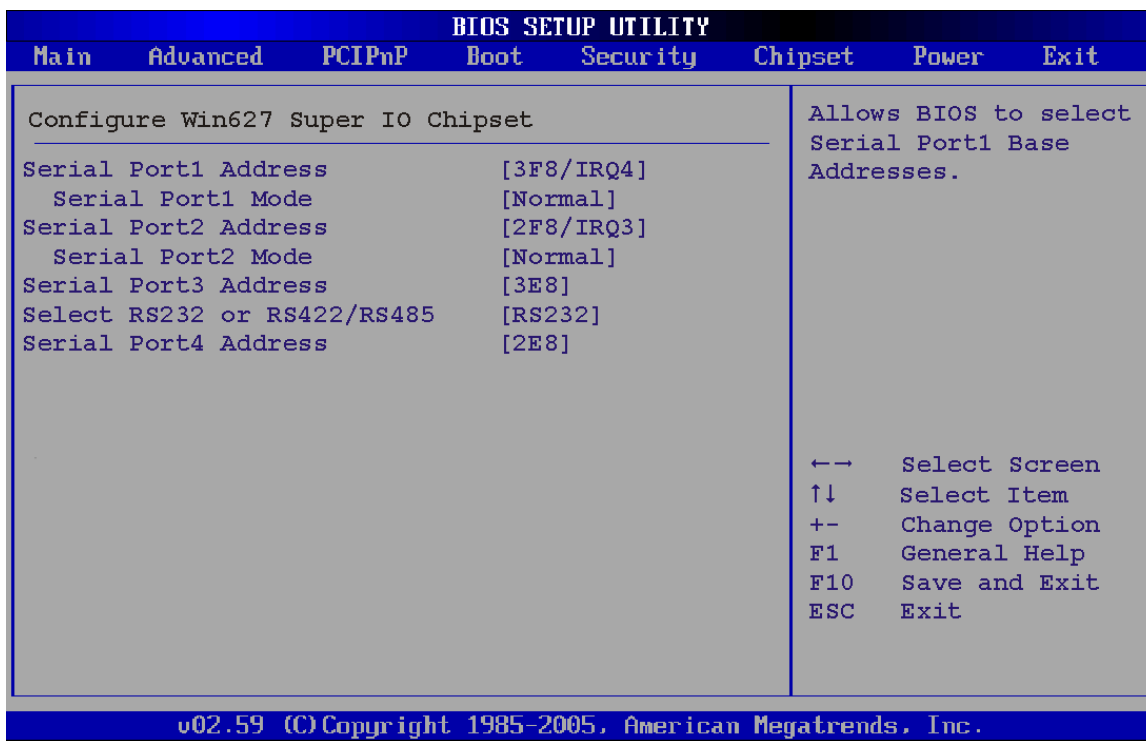 BIOS SETUP UTILITY
Main Advanced PCIPnP Boot Security Chipset Power Exit
Configure Win627 Super IO Chipset
Serial Port1 Address [3F8/IRQ4]
Serial Port1 Mode [Normal]
Serial Port2 Address [2F8/IRQ3]
Serial Port2 Mode [Normal]
Serial Port3 Address [3E8]
Select RS232 or RS422/RS485 [RS232]
Serial Port4 Address [2E8]
Allows BIOS to select
Serial Port1 Base
Addresses.
←→ Select Screen
↑↓ Select Item
+- Change Option
F1 General Help
F10 Save and Exit
ESC Exit
v02.59 (C)Copyright 1985-2005, American Megatrends, Inc.